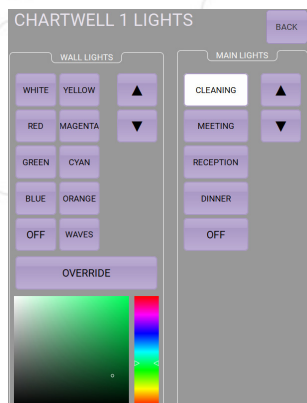 CHARTWELL 1 LIGHTS
BACK
WALL LIGHTS
WHITE YELLOW ▲
RED MAGENTA ▼
GREEN CYAN
BLUE ORANGE
OFF WAVES
OVERRIDE
MAIN LIGHTS
CLEANING ▲
MEETING ▼
RECEPTION
DINNER
OFF